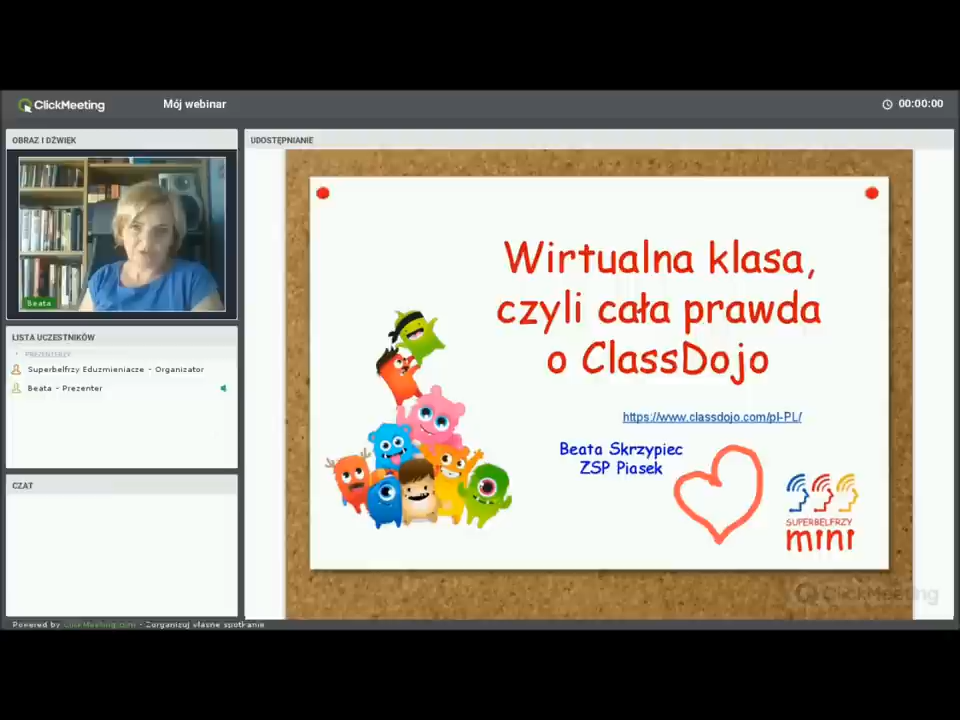 ClickMeeting
Mój webinar
00:00:00
OBRAZ I DŹWIĘK
Beata
LISTA UCZESTNIKÓW
PREZENTERZY
Superbelfrzy Eduzmieniacze - Organizator
Beata - Prezenter
CZAT
Powered by ClickMeeting.com - Zorganizuj własne spotkanie
UDOSTĘPNIANIE
Wirtualna klasa,
czyli cała prawda
o ClassDojo
https://www.classdojo.com/pl-PL/
Beata Skrzypiec
ZSP Piasek
SUPERBELFRZY
mini
ClickMeeting